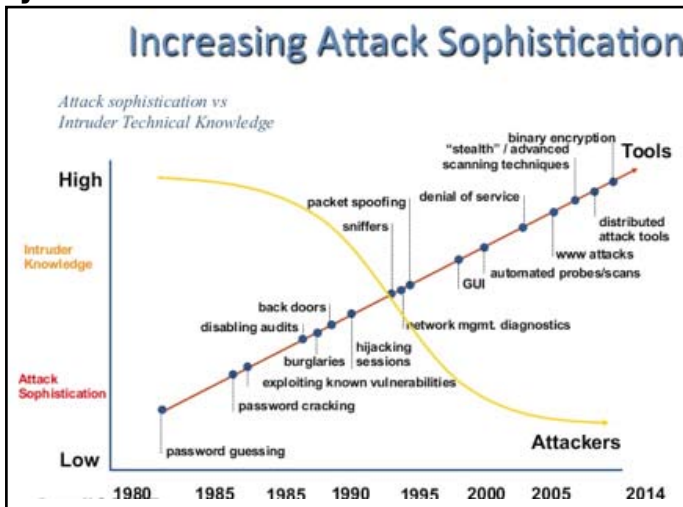 Increasing Attack Sophistication
Attack sophistication vs
Intruder Technical Knowledge
High
Intruder
Knowledge
Attack
Sophistication
Low
binary encryption
"stealth" / advanced
scanning techniques
Tools
packet spoofing
denial of service
sniffers
distributed
attack tools
www attacks
automated probes/scans
GUI
back doors
network mgmt. diagnostics
disabling audits
hijacking
sessions
burglaries
exploiting known vulnerabilities
password cracking
password guessing
Attackers
1980 1985 1985 1990 1995 2000 2005 2014